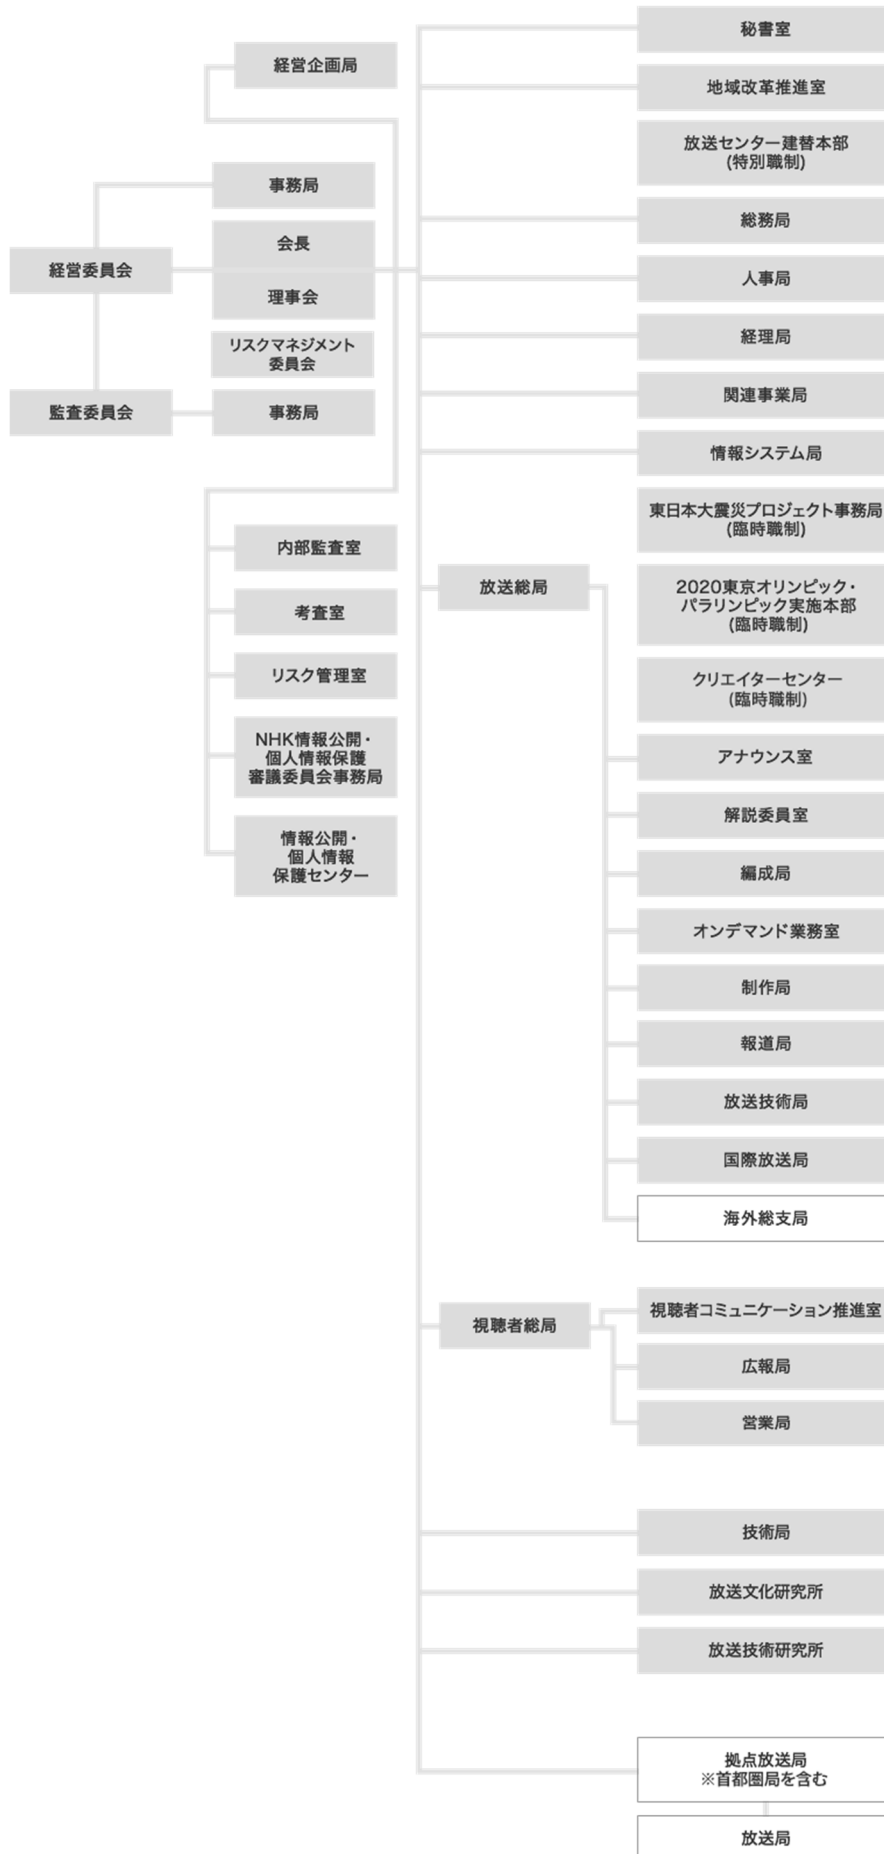 経営企画局
事務局
経営委員会
会長
理事会
リスクマネジメント
委員会
監査委員会
事務局
内部監査室
考査室
リスク管理室
NHK情報公開・
個人情報保護
審議委員会事務局
情報公開・
個人情報
保護センター
秘書室
地域改革推進室
放送センター建替本部
(特別職制)
総務局
人事局
経理局
関連事業局
情報システム局
東日本大震災プロジェクト事務局
(臨時職制)
放送総局
2020東京オリンピック・
パラリンピック実施本部
(臨時職制)
クリエイターセンター
(臨時職制)
アナウンス室
解説委員室
編成局
オンデマンド業務室
制作局
報道局
放送技術局
国際放送局
海外総支局
視聴者総局
視聴者コミュニケーション推進室
広報局
営業局
技術局
放送文化研究所
放送技術研究所
拠点放送局
※首都圏局を含む
放送局